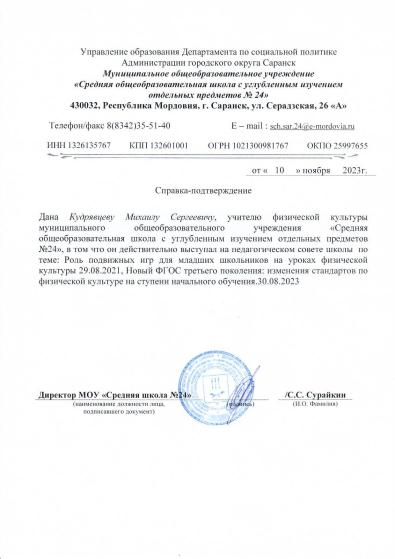 Управление образования Департамента по социальной политике
Администрации городского округа Саранск
Муниципальное общеобразовательное учреждение
«Средняя общеобразовательная школа с углубленным изучением
отдельных предметов № 24»
430032, Республика Мордовия, г. Саранск, ул. Серадзская, 26 «А»
Телефон/факс 8(8342)35-51-40 E – mail : sch.sar.24@e-mordovia.ru
ИНН 1326135767 КПП 132601001 ОГРН 1021300981767 ОКПО 25997655
от « 10 » ноября 2023г.
Справка-подтверждение
Дана Кудрявцеву Михаилу Сергеевичу, учителю физической культуры
муниципального общеобразовательного учреждения «Средняя
общеобразовательная школа с углубленным изучением отдельных предметов
№24», в том что он действительно выступал на педагогическом совете школы по
теме: Роль подвижных игр для младших школьников на уроках физической
культуры 29.08.2021, Новый ФГОС третьего поколения: изменения стандартов по
физической культуре на ступени начального обучения.30.08.2023
Директор МОУ «Средняя школа №24» /С.С. Сурайкин
(наименование должности лица, (подпись) (И.О. Фамилия)
подписавшего документ)